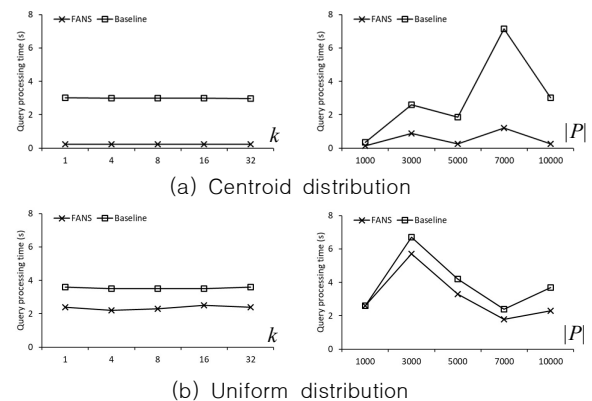 FANS Baseline
Query processing time (s)
8
6
4
2
0
1 4 8 16 32
k
FANS Baseline
Query processing time (s)
8
6
4
2
0
1000 3000 5000 7000 10000
|P|
(a) Centroid distribution
FANS Baseline
Query processing time (s)
8
6
4
2
0
1 4 8 16 32
k
FANS Baseline
Query processing time (s)
8
6
4
2
0
1000 3000 5000 7000 10000
|P|
(b) Uniform distribution